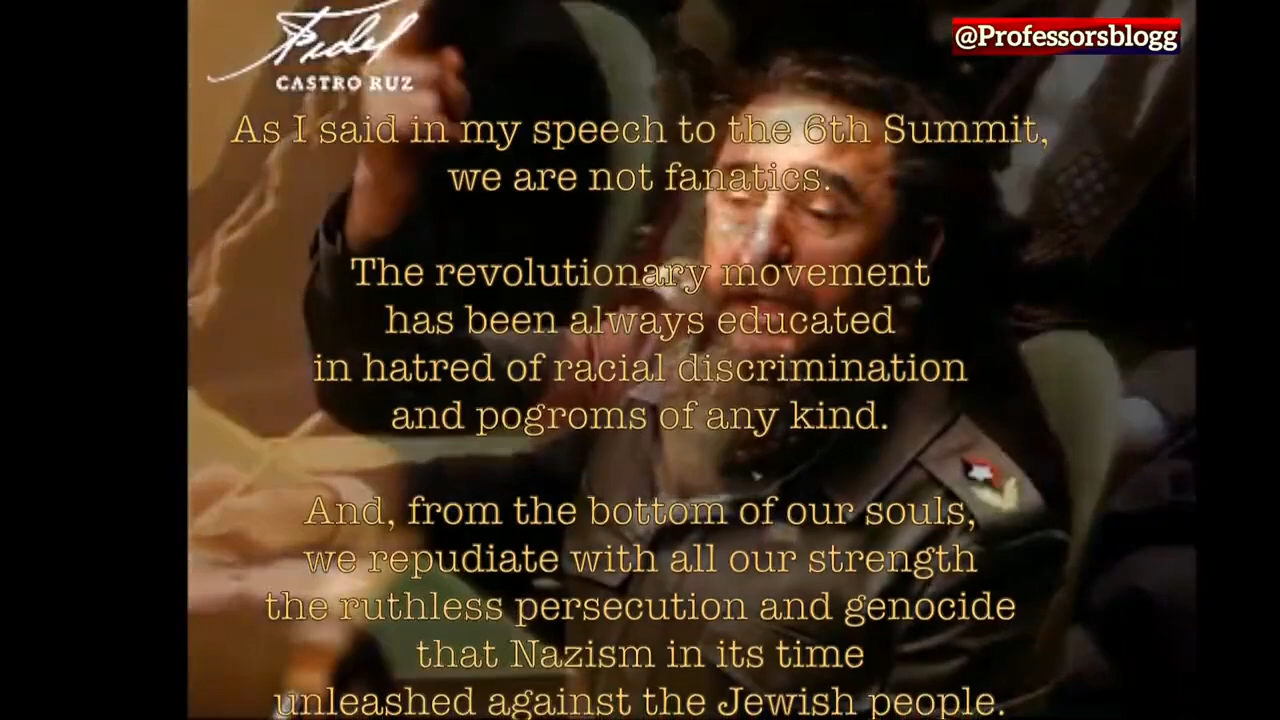 Fidel
CASTRO RUZ
@Professorsblogg
As I said in my speech to the 6th Summit,
we are not fanatics.
The revolutionary movement
has been always educated
in hatred of racial discrimination
and pogroms of any kind.
And, from the bottom of our souls,
we repudiate with all our strength
the ruthless persecution and genocide
that Nazism in its time
unleashed against the Jewish people.